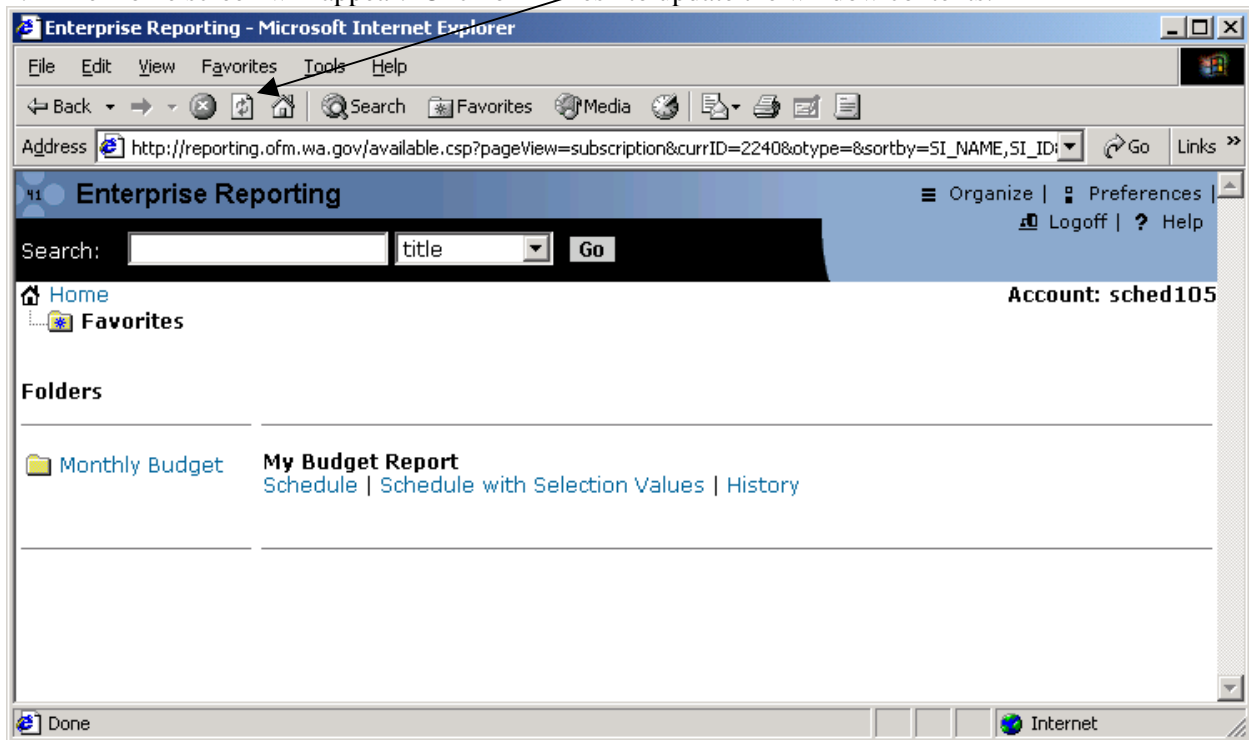 Enterprise Reporting - Microsoft Internet Explorer
File Edit View Favorites Tools Help
Back Search Favorites Media
Address http://reporting.ofm.wa.gov/available.csp?pageView=subscription&currID=2240&otype=&sortby=SI_NAME,SI_ID Go Links »
Enterprise Reporting Organize | Preferences |
Logoff | ? Help
Search: title Go
Home Account: sched105
Favorites
Folders
Monthly Budget My Budget Report
Schedule | Schedule with Selection Values | History
Done Internet